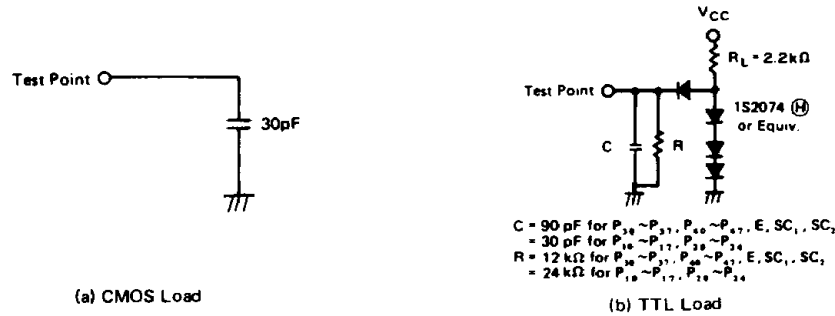 Test Point
30pF
(a) CMOS Load
VCC
RL = 2.2kΩ
Test Point
1S2074 Ⓗ
or Equiv.
C
R
C = 90 pF for P30 ~P37, P40 ~P47, E, SC1, SC2
= 30 pF for P10 ~P17, P20 ~P24
R = 12 kΩ for P30 ~P37, P40 ~P47, E, SC1, SC2
= 24 kΩ for P10 ~P17, P20 ~P24
(b) TTL Load